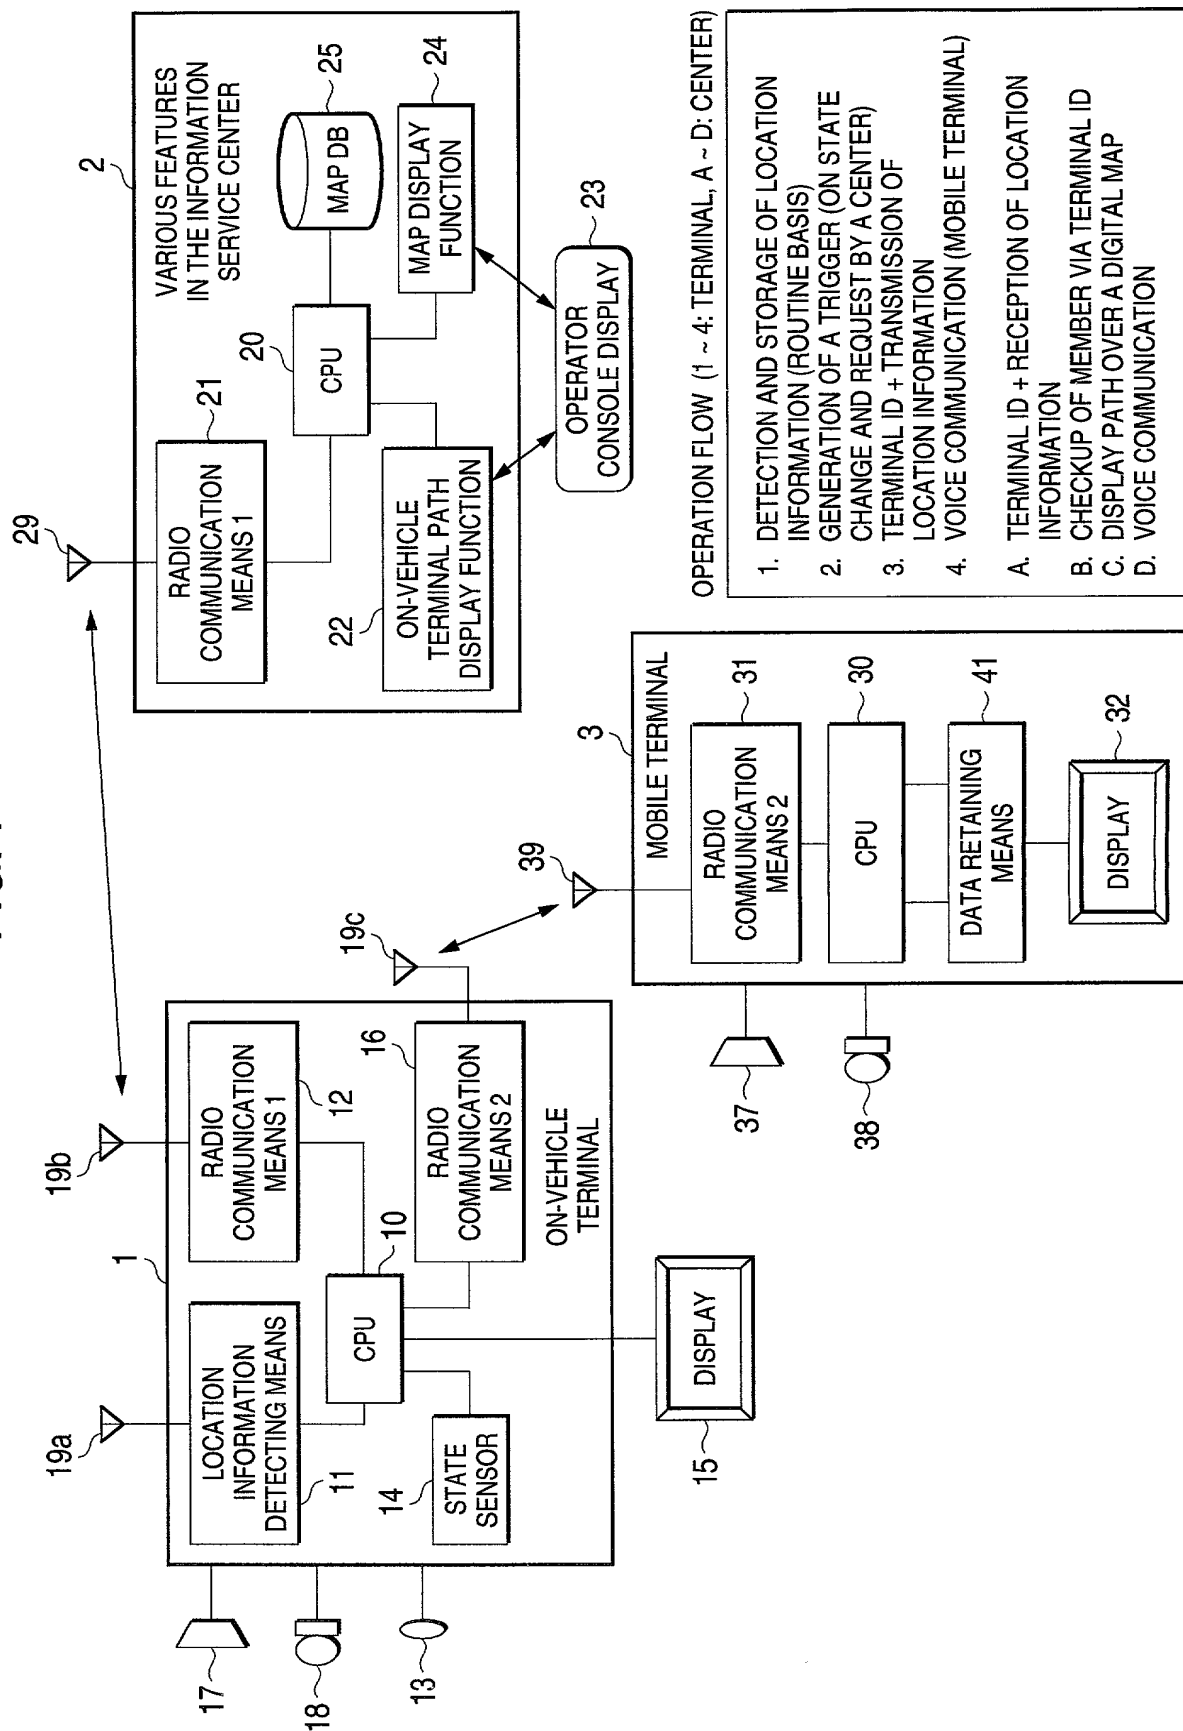 1
19a
19b
LOCATION
INFORMATION
DETECTING MEANS
11
RADIO
COMMUNICATION
MEANS 1
12
10
CPU
16
RADIO
COMMUNICATION
MEANS 2
19c
14
STATE
SENSOR
ON-VEHICLE
TERMINAL
17
18
13
15
DISPLAY
2
29
VARIOUS FEATURES
IN THE INFORMATION
SERVICE CENTER
RADIO
COMMUNICATION
MEANS 1
21
20
CPU
25
MAP DB
22
ON-VEHICLE
TERMINAL PATH
DISPLAY FUNCTION
24
MAP DISPLAY
FUNCTION
OPERATOR
CONSOLE DISPLAY
23
39
3
MOBILE TERMINAL
RADIO
COMMUNICATION
MEANS 2
31
CPU
30
DATA RETAINING
MEANS
41
DISPLAY
32
37
38
OPERATION FLOW (1 ~ 4: TERMINAL, A ~ D: CENTER)
1. DETECTION AND STORAGE OF LOCATION
INFORMATION (ROUTINE BASIS)
2. GENERATION OF A TRIGGER (ON STATE
CHANGE AND REQUEST BY A CENTER)
3. TERMINAL ID + TRANSMISSION OF
LOCATION INFORMATION
4. VOICE COMMUNICATION (MOBILE TERMINAL)
A. TERMINAL ID + RECEPTION OF LOCATION
INFORMATION
B. CHECKUP OF MEMBER VIA TERMINAL ID
C. DISPLAY PATH OVER A DIGITAL MAP
D. VOICE COMMUNICATION